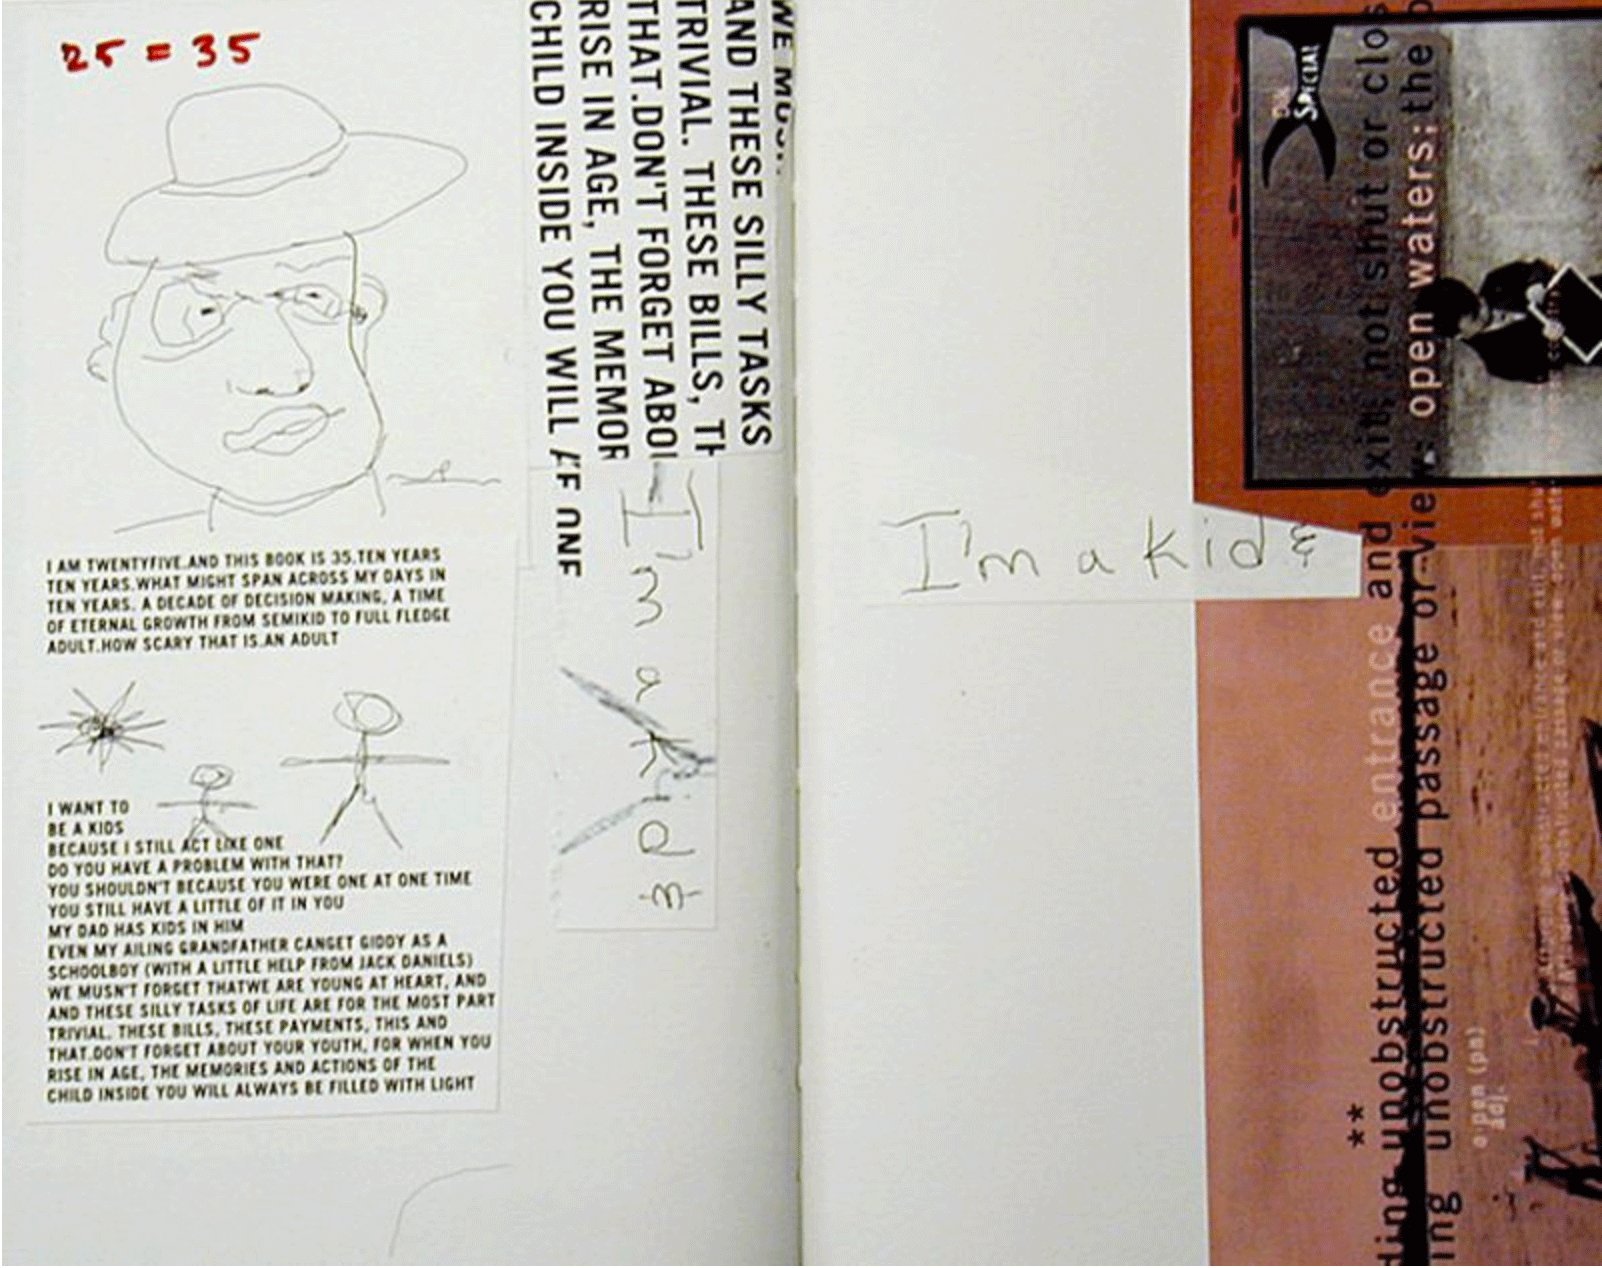 25 = 35
I AM TWENTYFIVE.AND THIS BOOK IS 35.TEN YEARS
TEN YEARS.WHAT MIGHT SPAN ACROSS MY DAYS IN
TEN YEARS. A DECADE OF DECISION MAKING, A TIME
OF ETERNAL GROWTH FROM SEMIKID TO FULL FLEDGE
ADULT.HOW SCARY THAT IS.AN ADULT
I WANT TO
BE A KIDS
BECAUSE I STILL ACT LIKE ONE
DO YOU HAVE A PROBLEM WITH THAT?
YOU SHOULDN'T BECAUSE YOU WERE ONE AT ONE TIME
YOU STILL HAVE A LITTLE OF IT IN YOU
MY DAD HAS KIDS IN HIM
EVEN MY AILING GRANDFATHER CANGET GIDDY AS A
SCHOOLBOY (WITH A LITTLE HELP FROM JACK DANIELS)
WE MUSN'T FORGET THATWE ARE YOUNG AT HEART, AND
AND THESE SILLY TASKS OF LIFE ARE FOR THE MOST PART
TRIVIAL. THESE BILLS, THESE PAYMENTS, THIS AND
THAT.DON'T FORGET ABOUT YOUR YOUTH, FOR WHEN YOU
RISE IN AGE, THE MEMORIES AND ACTIONS OF THE
CHILD INSIDE YOU WILL ALWAYS BE FILLED WITH LIGHT
WE
AND THESE SILLY TASKS
TRIVIAL. THESE BILLS, TH
THAT.DON'T FORGET ABOU
RISE IN AGE, THE MEMOR
CHILD INSIDE YOU WILL
I'm a kid &
I'm a kid &
SPECIAL
exit; not shut or clos
open waters; the
ding unobstructed entrance and
ing unobstructed passage or view
**
o.pen (pn)
adj.